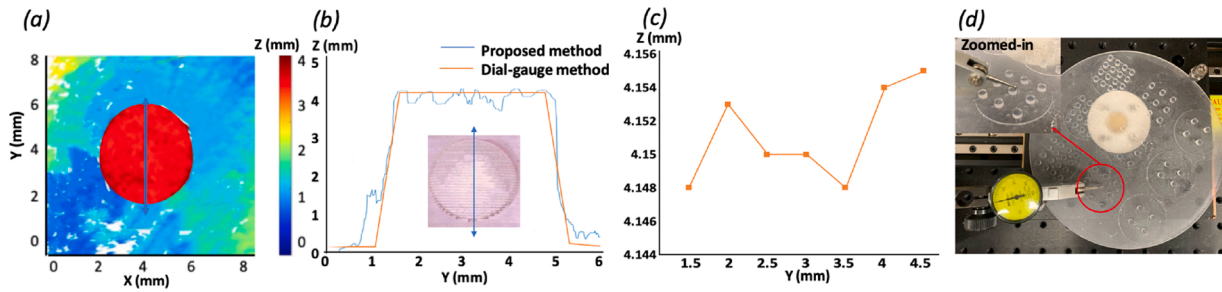 (a)
Z (mm)
4
3
2
1
0
Y (mm)
8
6
4
2
0
0 2 4 6 8
X (mm)
(b)
Z (mm)
5
4
3
2
1
0
Proposed method
Dial-gauge method
0 1 2 3 4 5 6
Y (mm)
(c)
Z (mm)
4.156
4.154
4.152
4.15
4.148
4.146
4.144
1.5 2 2.5 3 3.5 4 4.5
Y (mm)
(d)
Zoomed-in